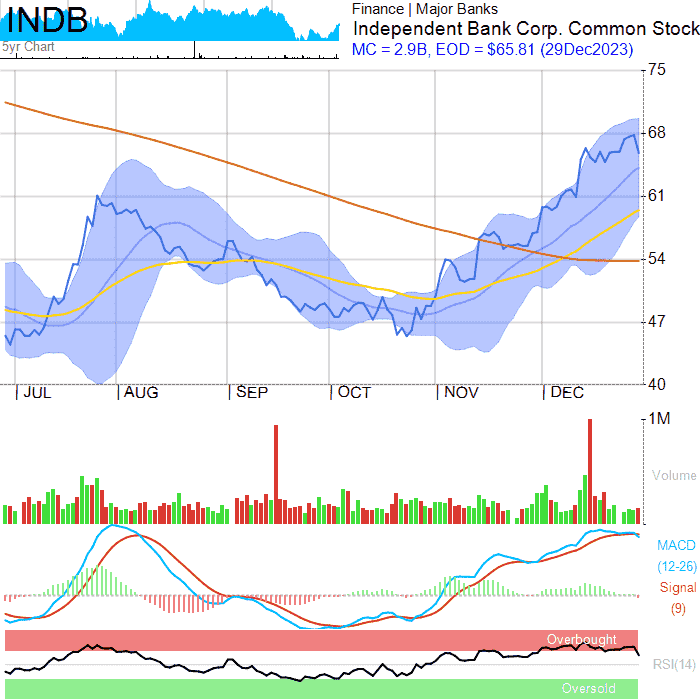 INDB
5yr Chart
Finance | Major Banks
Independent Bank Corp. Common Stock
MC = 2.9B, EOD = $65.81 (29Dec2023)
75
68
61
54
47
40
JUL
AUG
SEP
OCT
NOV
DEC
1M
Volume
MACD
(12-26)
Signal
(9)
Overbought
RSI(14)
Oversold